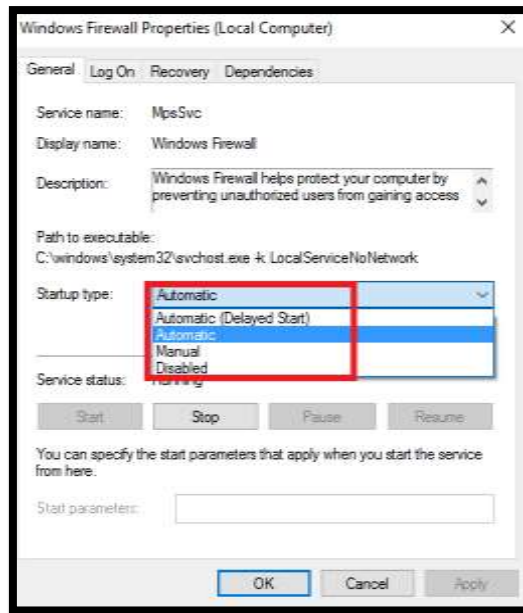 Windows Firewall Properties (Local Computer)
General Log On Recovery Dependencies
Service name: MpsSvc
Display name: Windows Firewall
Description: Windows Firewall helps protect your computer by
preventing unauthorized users from gaining access
Path to executable:
C:\windows\system32\svchost.exe -k LocalServiceNoNetwork
Startup type: Automatic
Automatic (Delayed Start)
Automatic
Manual
Disabled
Service status: Running
Start Stop Pause Resume
You can specify the start parameters that apply when you start the service
from here.
Start parameters:
OK Cancel Apply